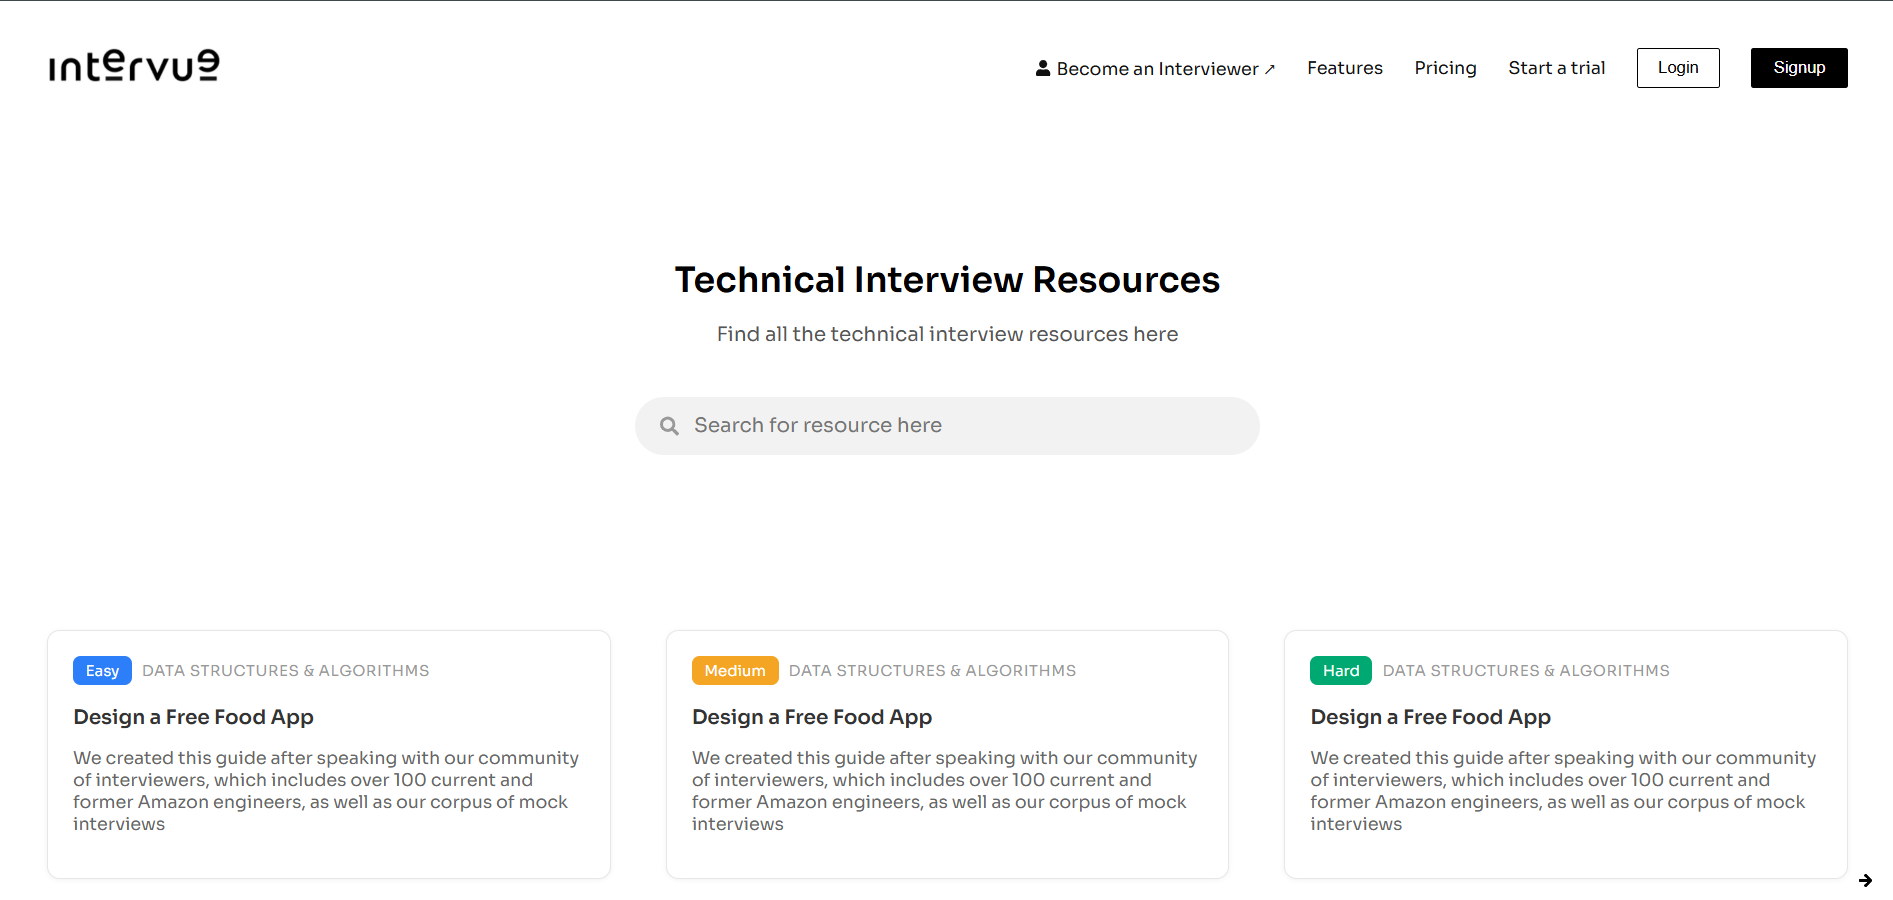 intervue
Become an Interviewer ↗ Features Pricing Start a trial Login Signup
Technical Interview Resources
Find all the technical interview resources here
Search for resource here
Easy DATA STRUCTURES & ALGORITHMS
Design a Free Food App
We created this guide after speaking with our community
of interviewers, which includes over 100 current and
former Amazon engineers, as well as our corpus of mock
interviews
Medium DATA STRUCTURES & ALGORITHMS
Design a Free Food App
We created this guide after speaking with our community
of interviewers, which includes over 100 current and
former Amazon engineers, as well as our corpus of mock
interviews
Hard DATA STRUCTURES & ALGORITHMS
Design a Free Food App
We created this guide after speaking with our community
of interviewers, which includes over 100 current and
former Amazon engineers, as well as our corpus of mock
interviews